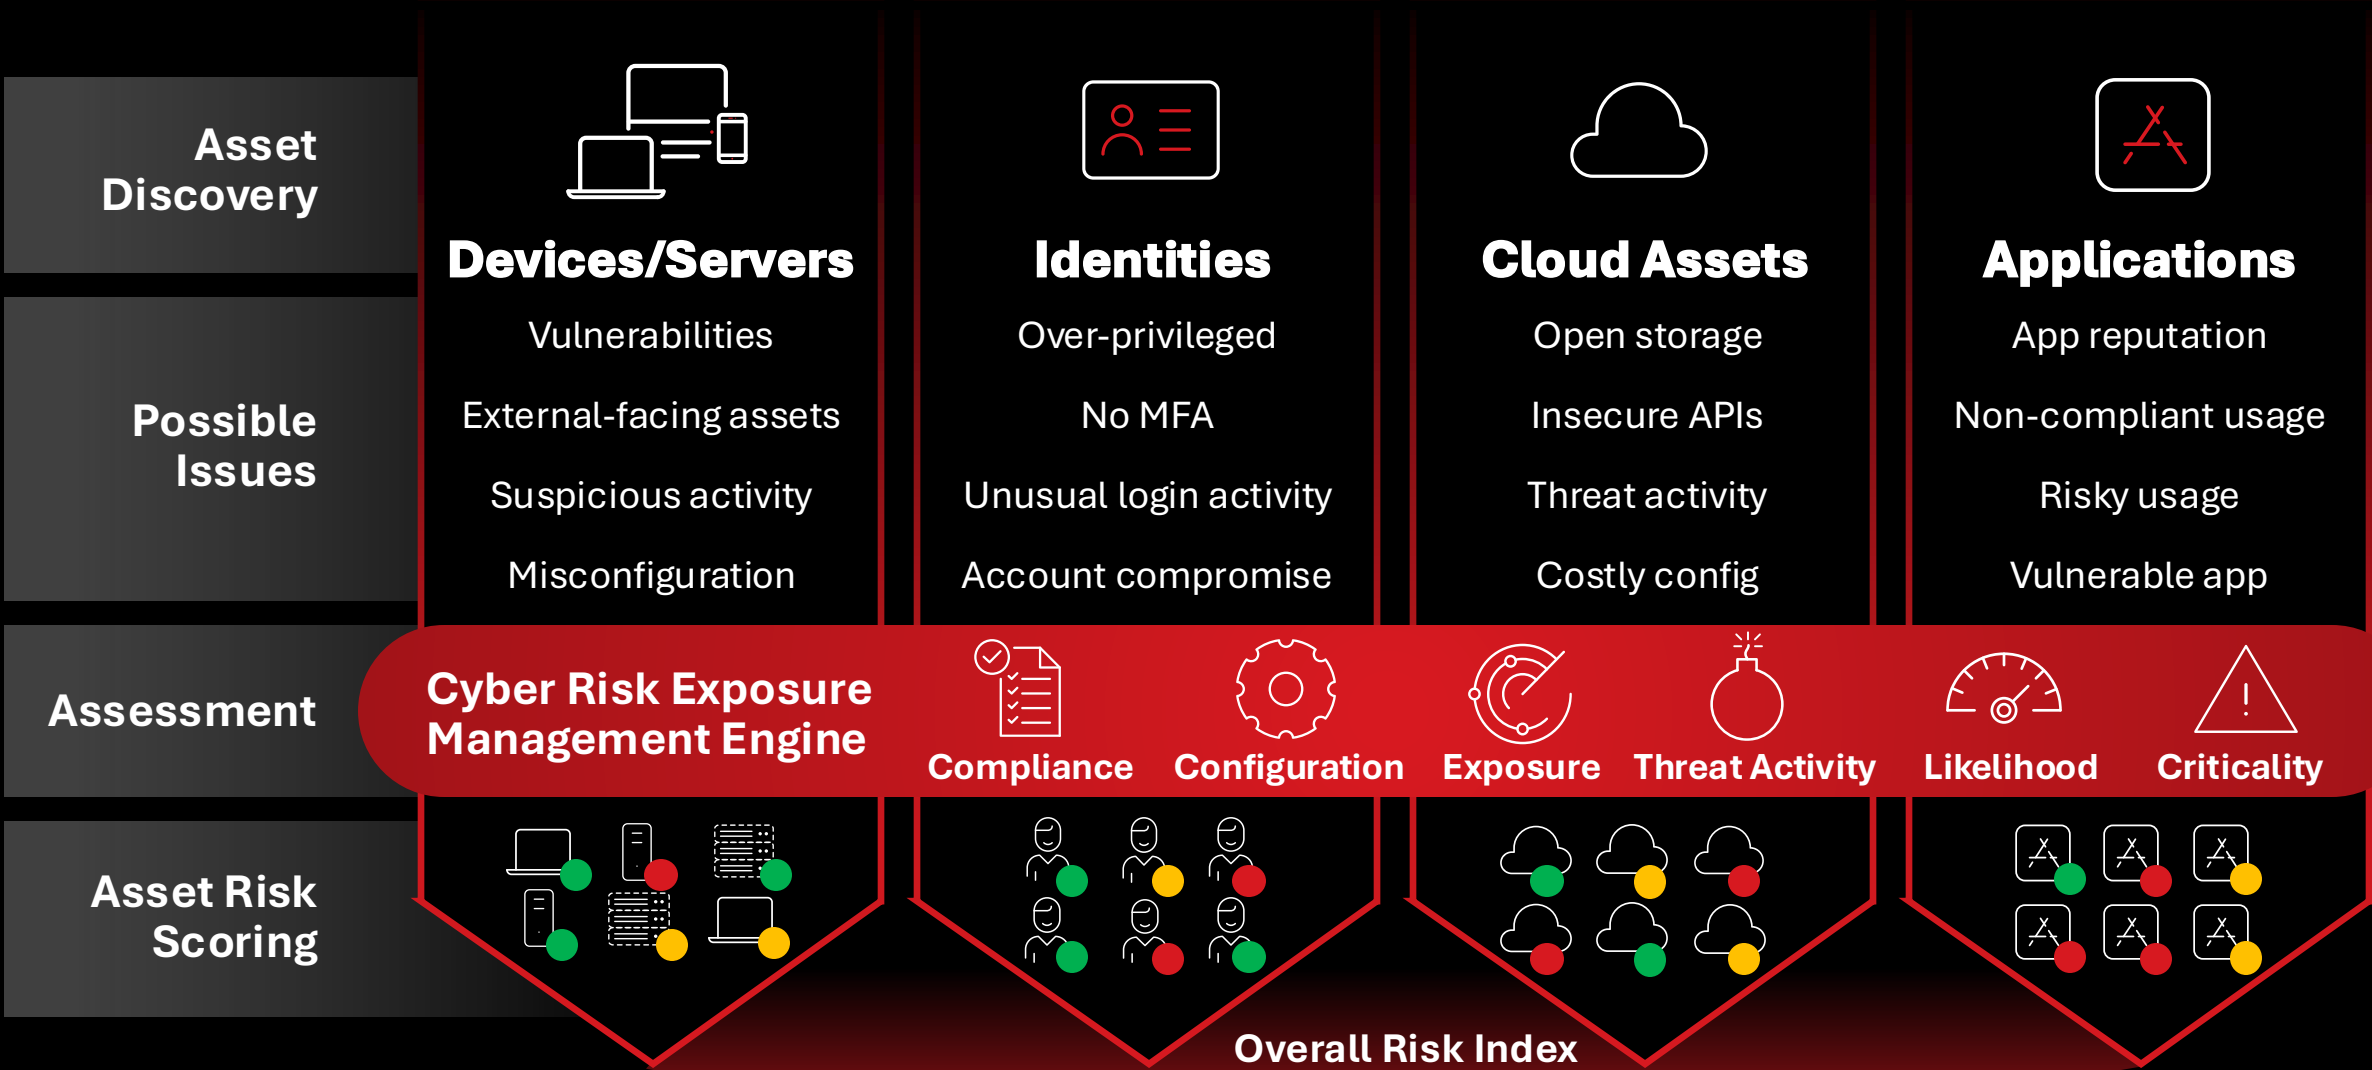 Asset
Discovery
Devices/Servers
Identities
Cloud Assets
Applications
Possible
Issues
Vulnerabilities
External-facing assets
Suspicious activity
Misconfiguration
Over-privileged
No MFA
Unusual login activity
Account compromise
Open storage
Insecure APIs
Threat activity
Costly config
App reputation
Non-compliant usage
Risky usage
Vulnerable app
Assessment
Cyber Risk Exposure
Management Engine
Compliance
Configuration
Exposure
Threat Activity
Likelihood
Criticality
Asset Risk
Scoring
Overall Risk Index